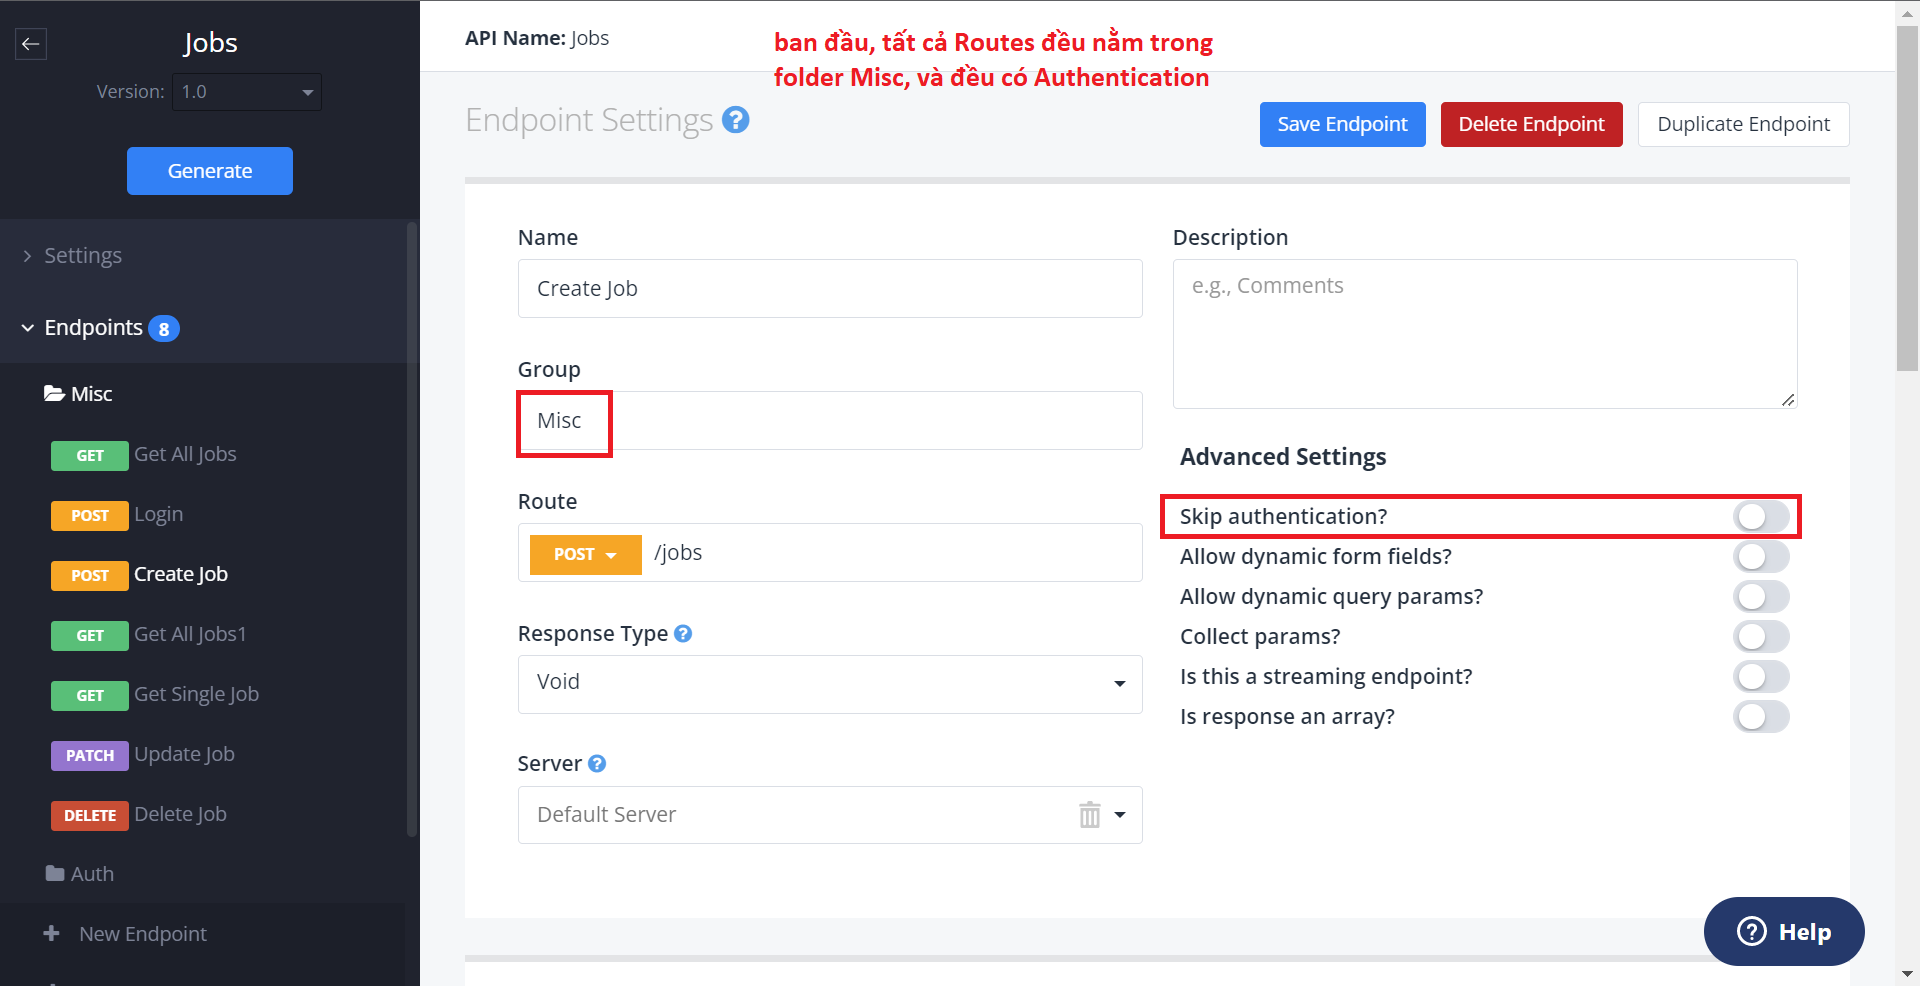 Jobs
Version: 1.0
Generate
Settings
Endpoints 8
Misc
GET Get All Jobs
POST Login
POST Create Job
GET Get All Jobs1
GET Get Single Job
PATCH Update Job
DELETE Delete Job
Auth
New Endpoint
API Name: Jobs
ban đầu, tất cả Routes đều nằm trong
folder Misc, và đều có Authentication
Endpoint Settings ?
Save Endpoint
Delete Endpoint
Duplicate Endpoint
Name
Create Job
Group
Misc
Route
POST /jobs
Response Type ?
Void
Server ?
Default Server
Description
e.g., Comments
Advanced Settings
Skip authentication?
Allow dynamic form fields?
Allow dynamic query params?
Collect params?
Is this a streaming endpoint?
Is response an array?
? Help